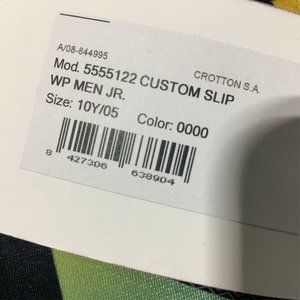 A/08-844995
CROTTON S.A.
Mod. 5555122 CUSTOM SLIP
WP MEN JR.
Size: 10Y/05 Color: 0000
8 427306 638904